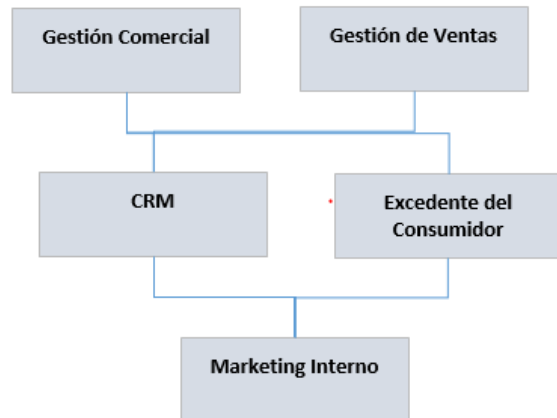 Gestión Comercial
Gestión de Ventas
CRM
Excedente del
Consumidor
Marketing Interno